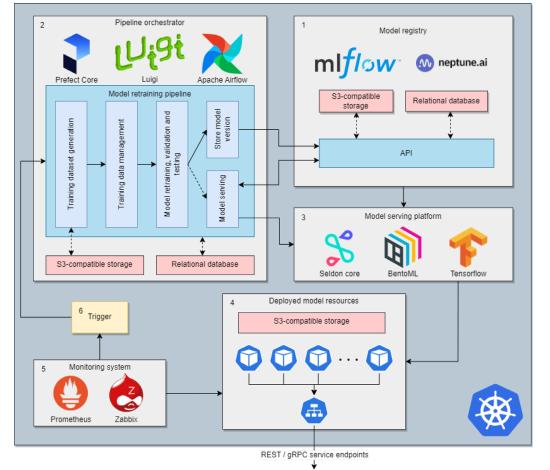 2
Pipeline orchestrator
Luigi
Prefect Core
Luigi
Apache Airflow
Model retraining pipeline
Training dataset generation
Training data management
Model retraining, validation and
testing
Store model
version
Model serving
S3-compatible storage
Relational database
1
Model registry
mlflow
neptune.ai
S3-compatible
storage
Relational database
API
3
Model serving platform
Seldon core
BentoML
Tensorflow
6
Trigger
4
Deployed model resources
S3-compatible storage
5
Monitoring system
Z
Prometheus
Zabbix
REST / gRPC service endpoints